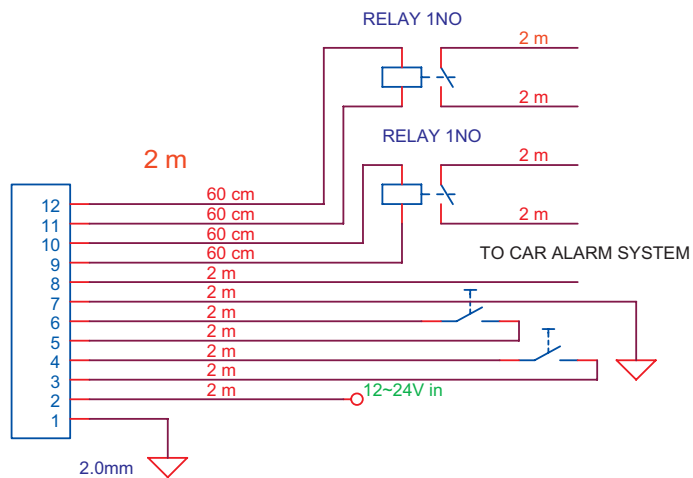 RELAY 1NO
2 m
2 m
RELAY 1NO
2 m
2 m
2 m
TO CAR ALARM SYSTEM
12 60 cm
11 60 cm
10 60 cm
9 60 cm
8 2 m
7 2 m
6 2 m
5 2 m
4 2 m
3 2 m
2 2 m 12~24V in
1
2.0mm